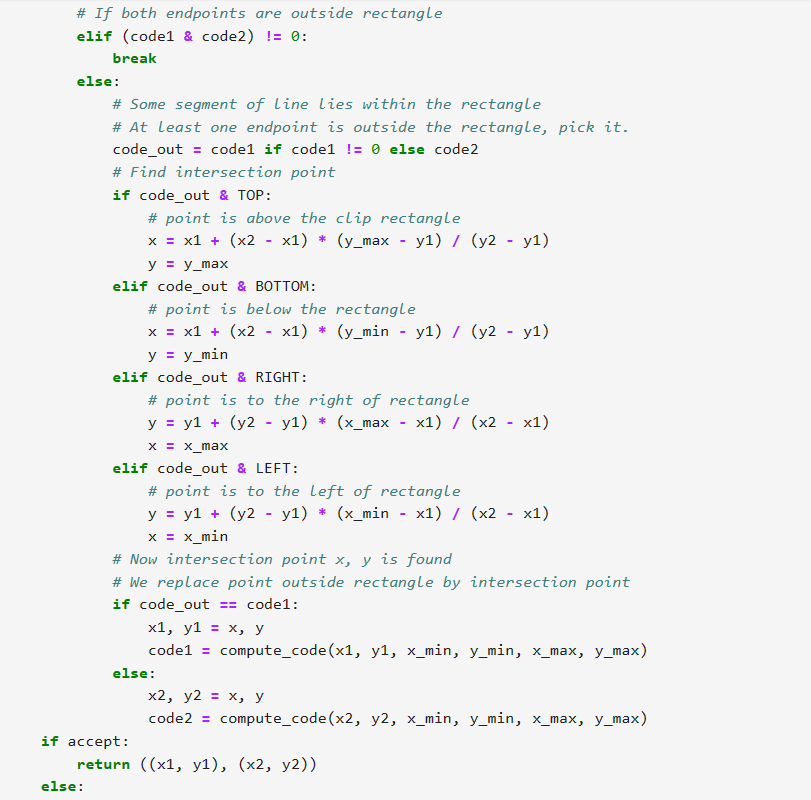 # If both endpoints are outside rectangle
        elif (code1 & code2) != 0:
            break
        else:
            # Some segment of line lies within the rectangle
            # At least one endpoint is outside the rectangle, pick it.
            code_out = code1 if code1 != 0 else code2
            # Find intersection point
            if code_out & TOP:
                # point is above the clip rectangle
                x = x1 + (x2 - x1) * (y_max - y1) / (y2 - y1)
                y = y_max
            elif code_out & BOTTOM:
                # point is below the rectangle
                x = x1 + (x2 - x1) * (y_min - y1) / (y2 - y1)
                y = y_min
            elif code_out & RIGHT:
                # point is to the right of rectangle
                y = y1 + (y2 - y1) * (x_max - x1) / (x2 - x1)
                x = x_max
            elif code_out & LEFT:
                # point is to the left of rectangle
                y = y1 + (y2 - y1) * (x_min - x1) / (x2 - x1)
                x = x_min
            # Now intersection point x, y is found
            # We replace point outside rectangle by intersection point
            if code_out == code1:
                x1, y1 = x, y
                code1 = compute_code(x1, y1, x_min, y_min, x_max, y_max)
            else:
                x2, y2 = x, y
                code2 = compute_code(x2, y2, x_min, y_min, x_max, y_max)
    if accept:
        return ((x1, y1), (x2, y2))
    else: